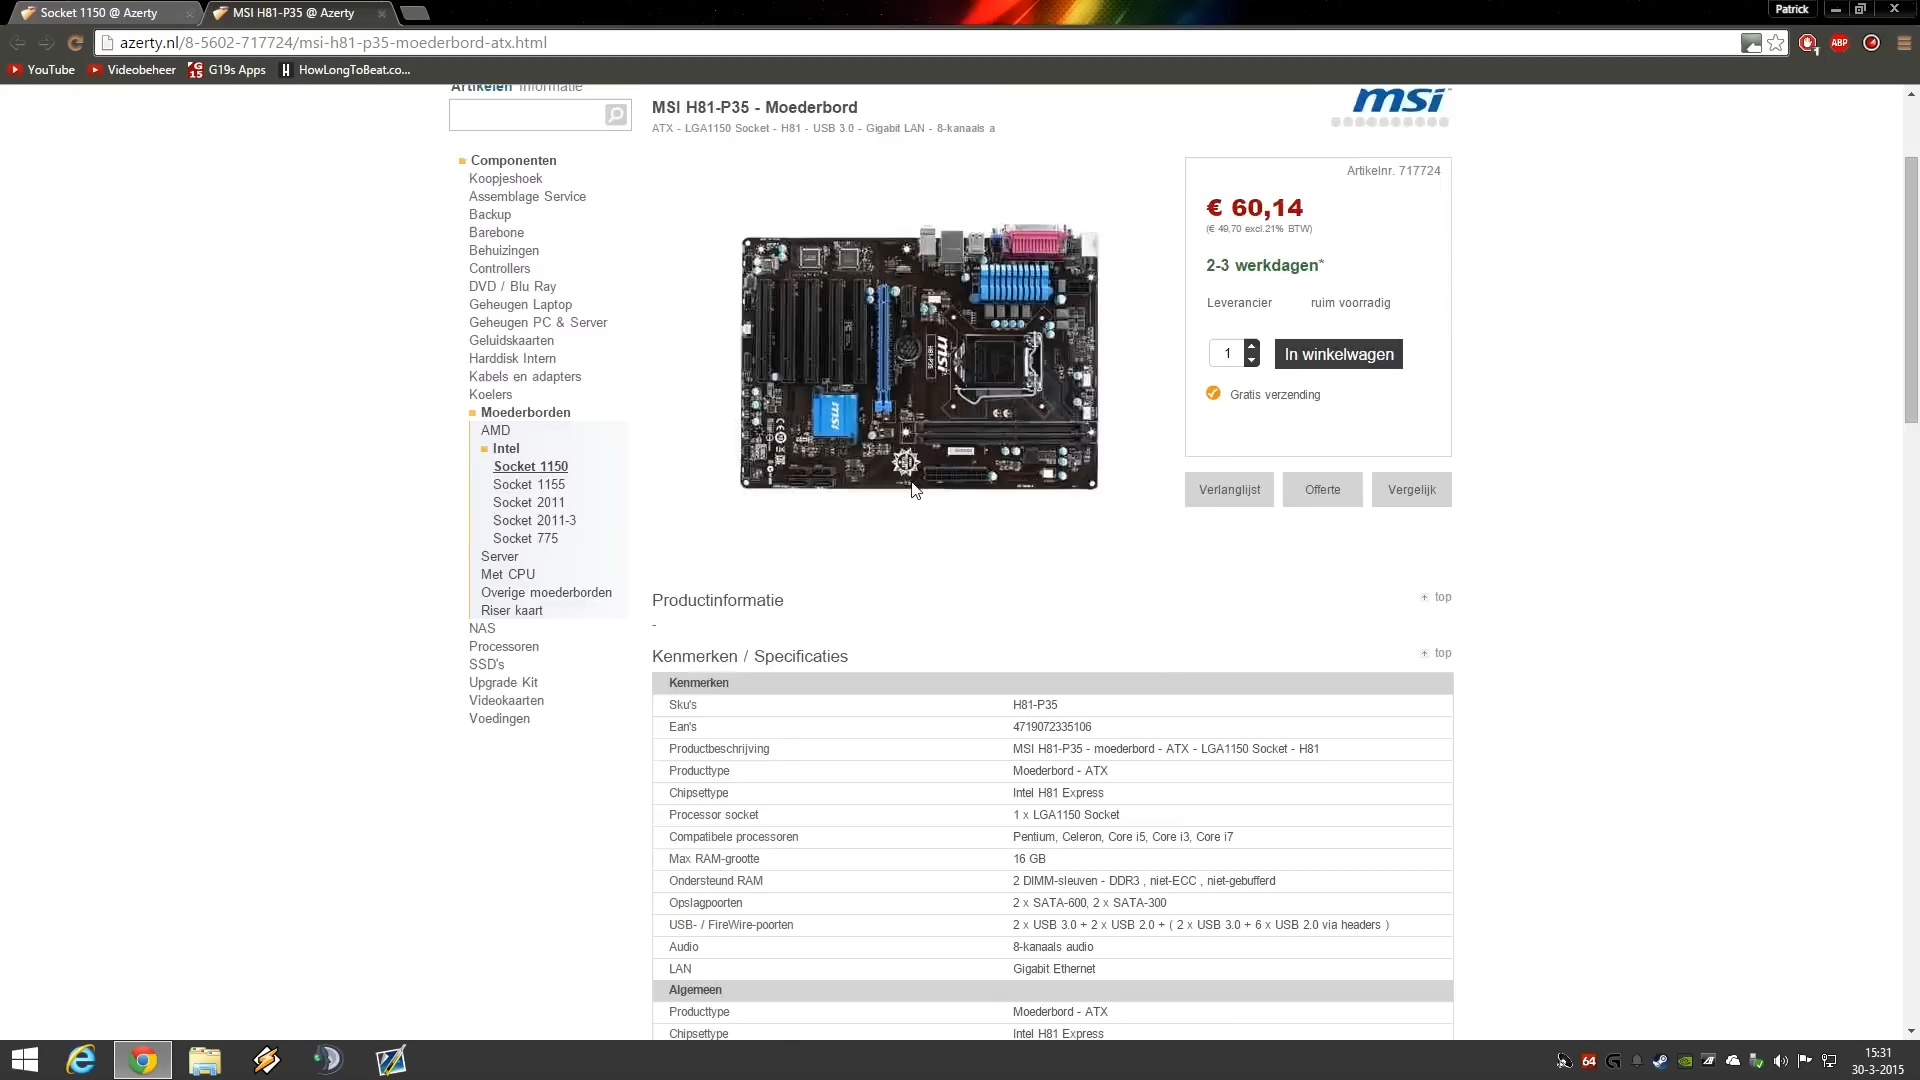 Socket 1150 @ Azerty
MSI H81-P35 @ Azerty
Patrick
azerty.nl/8-5602-717724/msi-h81-p35-moederbord-atx.html
1
ABP
YouTube
Videobeheer
G19s Apps
HowLongToBeat.co...
Artikelen Informatie
Componenten
Koopjeshoek
Assemblage Service
Backup
Barebone
Behuizingen
Controllers
DVD / Blu Ray
Geheugen Laptop
Geheugen PC & Server
Geluidskaarten
Harddisk Intern
Kabels en adapters
Koelers
Moederborden
AMD
Intel
Socket 1150
Socket 1155
Socket 2011
Socket 2011-3
Socket 775
Server
Met CPU
Overige moederborden
Riser kaart
NAS
Processoren
SSD's
Upgrade Kit
Videokaarten
Voedingen
MSI H81-P35 - Moederbord
ATX - LGA1150 Socket - H81 - USB 3.0 - Gigabit LAN - 8-kanaals a
msi
msi
H81-P35
msi
Artikelnr. 717724
€ 60,14
(€ 49,70 excl.21% BTW)
2-3 werkdagen*
Leverancier ruim voorradig
1
In winkelwagen
Gratis verzending
Verlanglijst
Offerte
Vergelijk
Productinformatie
top
-
Kenmerken / Specificaties
top
Kenmerken
Sku's H81-P35
Ean's 4719072335106
Productbeschrijving MSI H81-P35 - moederbord - ATX - LGA1150 Socket - H81
Producttype Moederbord - ATX
Chipsettype Intel H81 Express
Processor socket 1 x LGA1150 Socket
Compatibele processoren Pentium, Celeron, Core i5, Core i3, Core i7
Max RAM-grootte 16 GB
Ondersteund RAM 2 DIMM-sleuven - DDR3 , niet-ECC , niet-gebufferd
Opslagpoorten 2 x SATA-600, 2 x SATA-300
USB- / FireWire-poorten 2 x USB 3.0 + 2 x USB 2.0 + ( 2 x USB 3.0 + 6 x USB 2.0 via headers )
Audio 8-kanaals audio
LAN Gigabit Ethernet
Algemeen
Producttype Moederbord - ATX
Chipsettype Intel H81 Express
64
15:31
30-3-2015